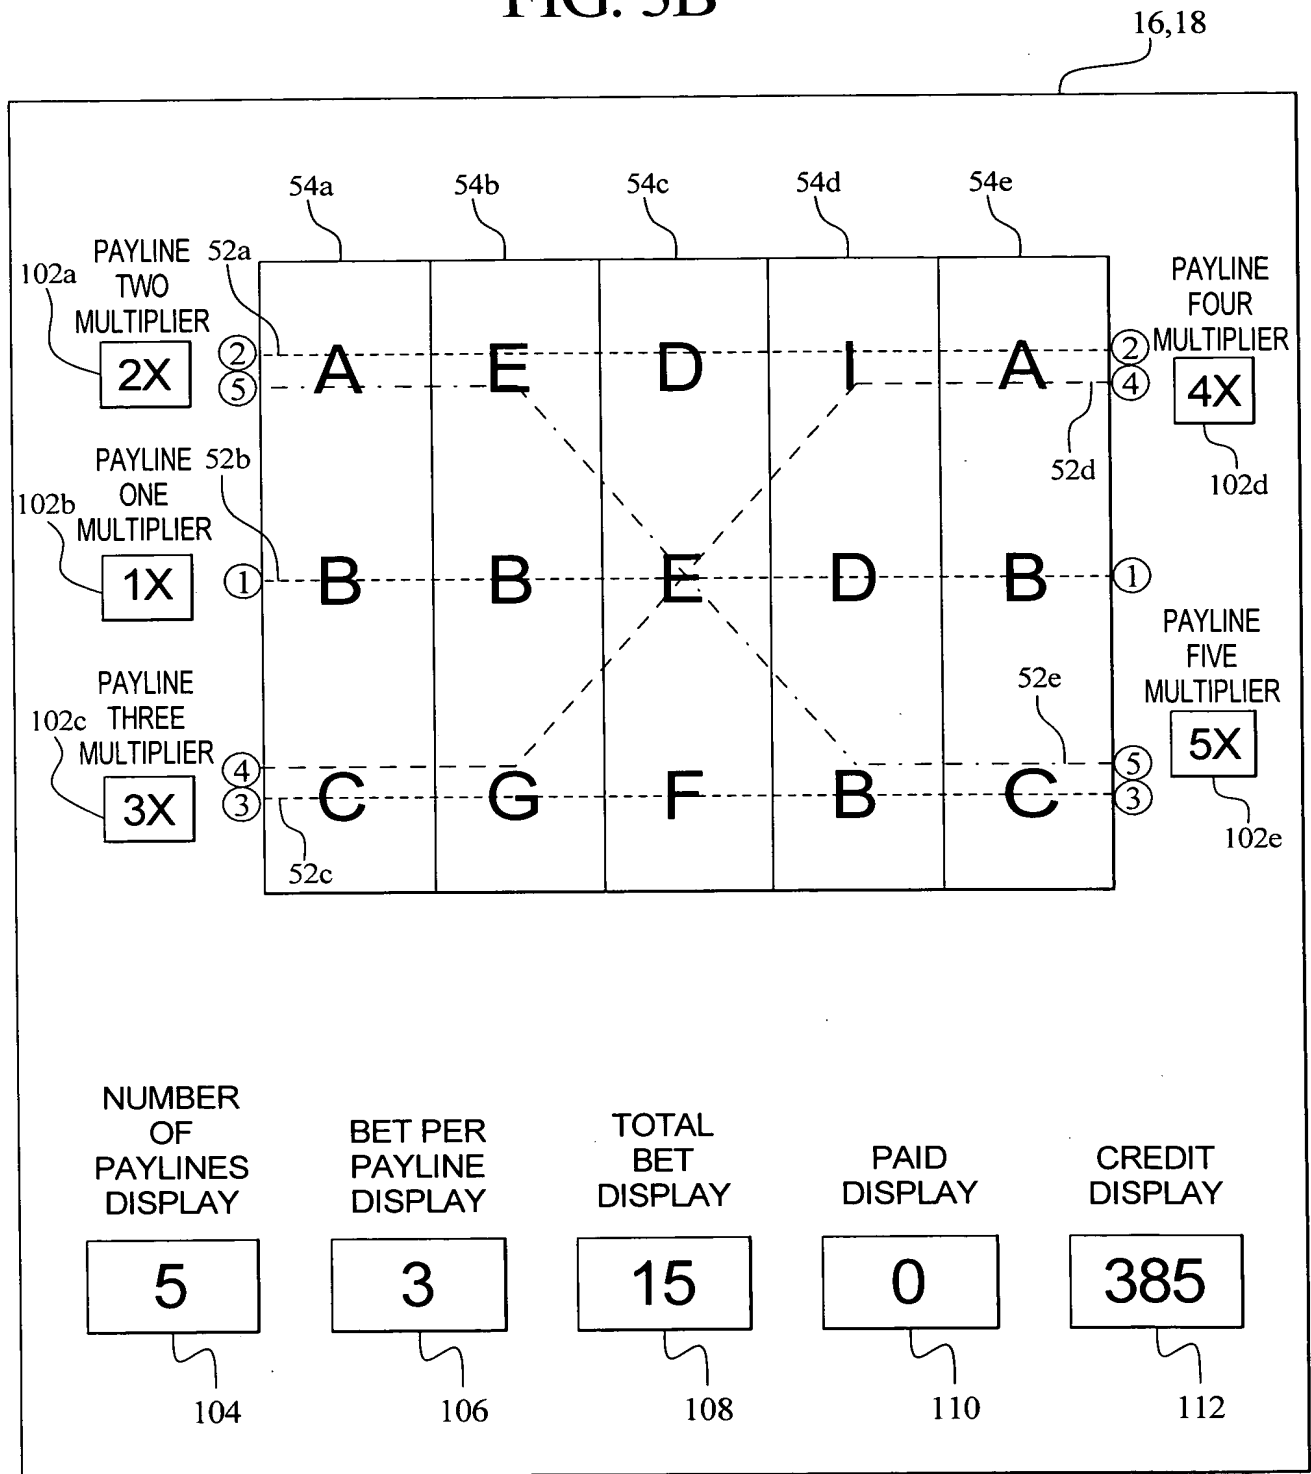 FIG. 5B
16,18
54a 54b 54c 54d 54e
PAYLINE
TWO
MULTIPLIER
102a
2X
52a
PAYLINE
FOUR
MULTIPLIER
4X
102d
2 A E D I A 2
5 4
52d
PAYLINE
ONE
MULTIPLIER
102b
1X
52b
1 B B E D B 1
PAYLINE
FIVE
MULTIPLIER
5X
102e
52e
PAYLINE
THREE
MULTIPLIER
102c
3X
4 5
3 C G F B C 3
52c
NUMBER
OF
PAYLINES
DISPLAY
5
104
BET PER
PAYLINE
DISPLAY
3
106
TOTAL
BET
DISPLAY
15
108
PAID
DISPLAY
0
110
CREDIT
DISPLAY
385
112